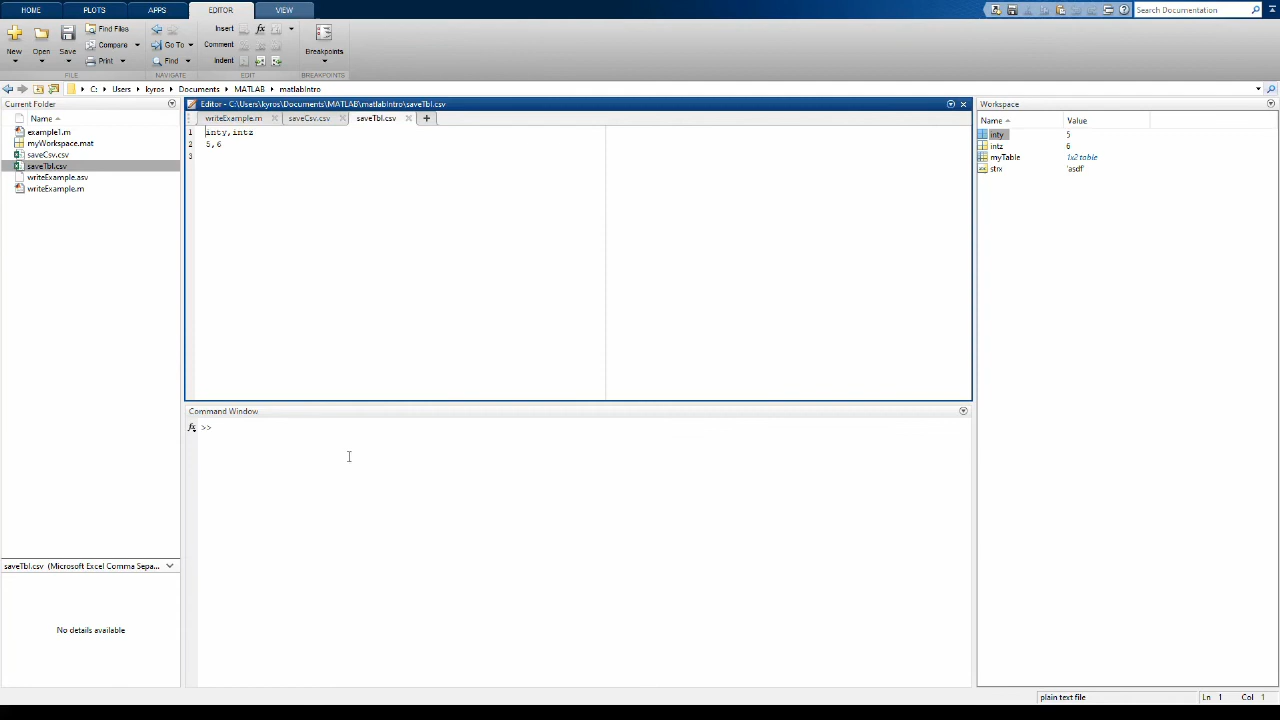 HOME PLOTS APPS EDITOR VIEW Search Documentation
New Open Save Find Files Compare Print
Go To Find
Insert fx
Comment
Indent
Breakpoints
FILE NAVIGATE EDIT BREAKPOINTS
C: Users kyros Documents MATLAB matlabIntro
Current Folder
Name
example1.m
myWorkspace.mat
saveCsv.csv
saveTbl.csv
writeExample.asv
writeExample.m
saveTbl.csv (Microsoft Excel Comma Sepa...
No details available
Editor - C:\Users\kyros\Documents\MATLAB\matlabIntro\saveTbl.csv
writeExample.m saveCsv.csv saveTbl.csv
1 inty,intz
2 5,6
3
Command Window
fx >>
Workspace
Name Value
inty 5
intz 6
myTable 1x2 table
strx 'asdf'
plain text file Ln 1 Col 1